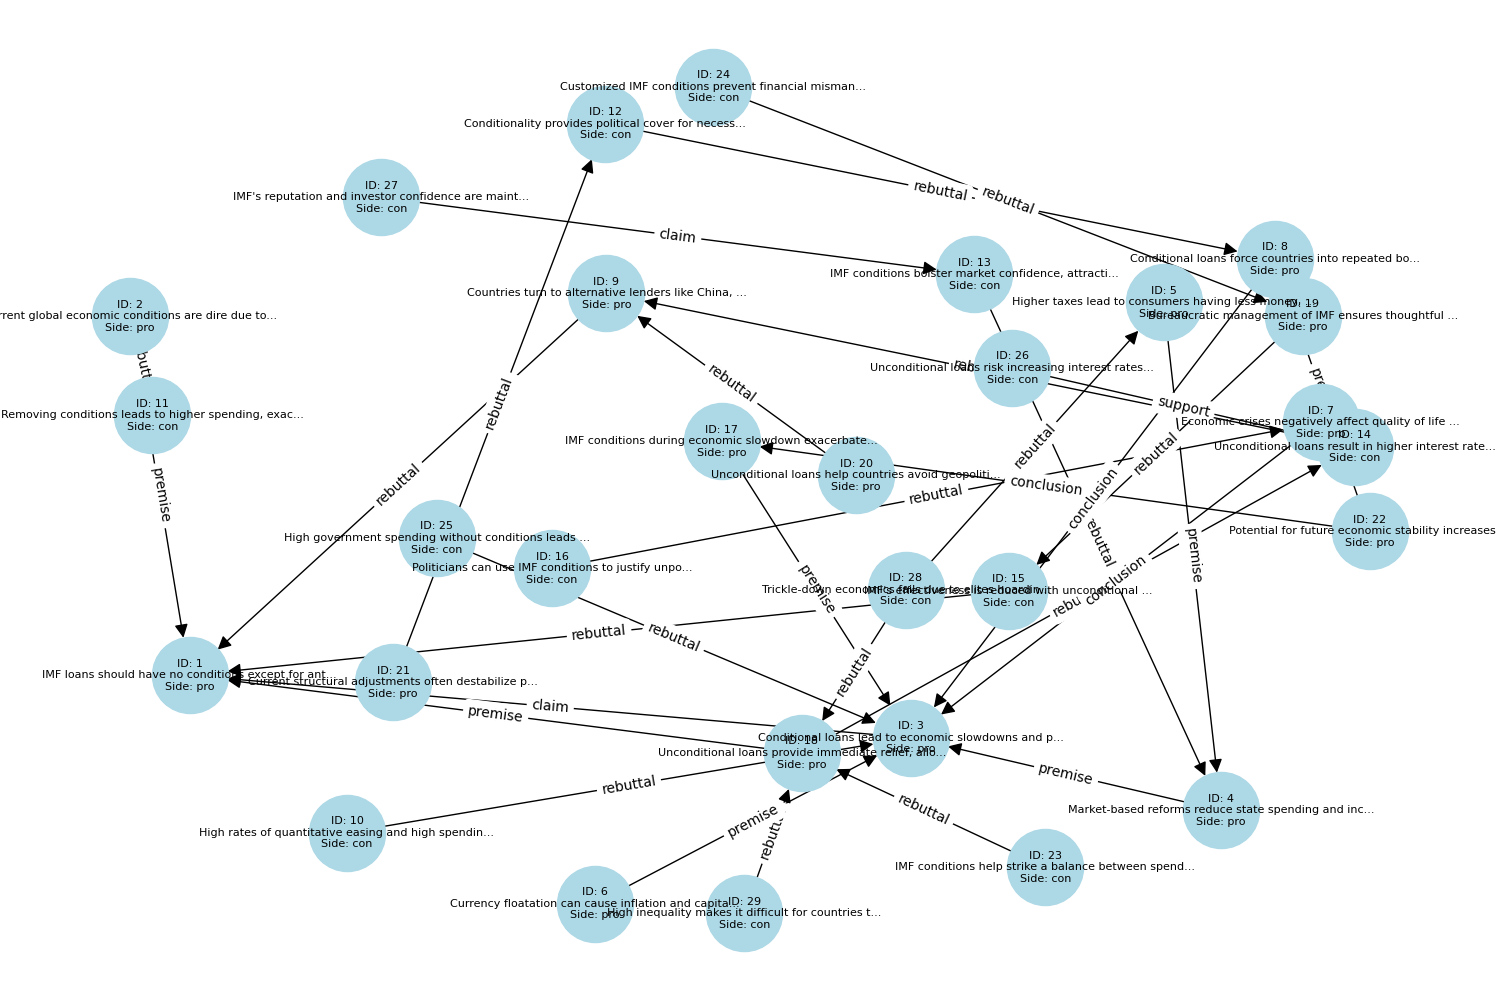 ID: 24
Customized IMF conditions prevent financial misman...
Side: con
ID: 12
Conditionality provides political cover for necess...
Side: con
ID: 27
IMF's reputation and investor confidence are maint...
Side: con
rebuttal
rebuttal
claim
ID: 8
Conditional loans force countries into repeated bo...
Side: pro
ID: 13
IMF conditions bolster market confidence, attracti...
Side: con
ID: 9
Countries turn to alternative lenders like China, ...
Side: pro
ID: 5
Higher taxes lead to consumers having less money, ...
Side: pro
ID: 19
Bureaucratic management of IMF ensures thoughtful ...
Side: pro
ID: 2
rrent global economic conditions are dire due to...
Side: pro
ID: 26
Unconditional loans risk increasing interest rates...
Side: con
rebuttal
rebuttal
support
ID: 11
Removing conditions leads to higher spending, exac...
Side: con
ID: 7
Economic crises negatively affect quality of life ...
Side: pro
ID: 17
IMF conditions during economic slowdown exacerbate...
Side: pro
ID: 14
Unconditional loans result in higher interest rate...
Side: con
rebuttal
rebuttal
ID: 20
Unconditional loans help countries avoid geopoliti...
Side: pro
premise
rebuttal
conclusion
rebuttal
conclusion
ID: 22
Potential for future economic stability increases
Side: pro
ID: 25
High government spending without conditions leads ...
Side: con
ID: 16
Politicians can use IMF conditions to justify unpo...
Side: con
premise
premise
conclusion
ID: 28
Trickle-down economics fails due to elites hoardin...
Side: con
ID: 15
IMF's effectiveness is reduced with unconditional ...
Side: con
rebuttal
rebuttal
rebuttal
ID: 1
IMF loans should have no conditions except for ant...
Side: pro
ID: 21
Current structural adjustments often destabilize p...
Side: pro
claim
premise
ID: 3
Conditional loans lead to economic slowdowns and p...
Side: pro
ID: 18
Unconditional loans provide immediate relief, allo...
Side: pro
premise
rebuttal
ID: 4
Market-based reforms reduce state spending and inc...
Side: pro
ID: 10
High rates of quantitative easing and high spendin...
Side: con
premise
rebuttal
ID: 23
IMF conditions help strike a balance between spend...
Side: con
ID: 6
Currency floatation can cause inflation and capita...
Side: pro
ID: 29
High inequality makes it difficult for countries t...
Side: con